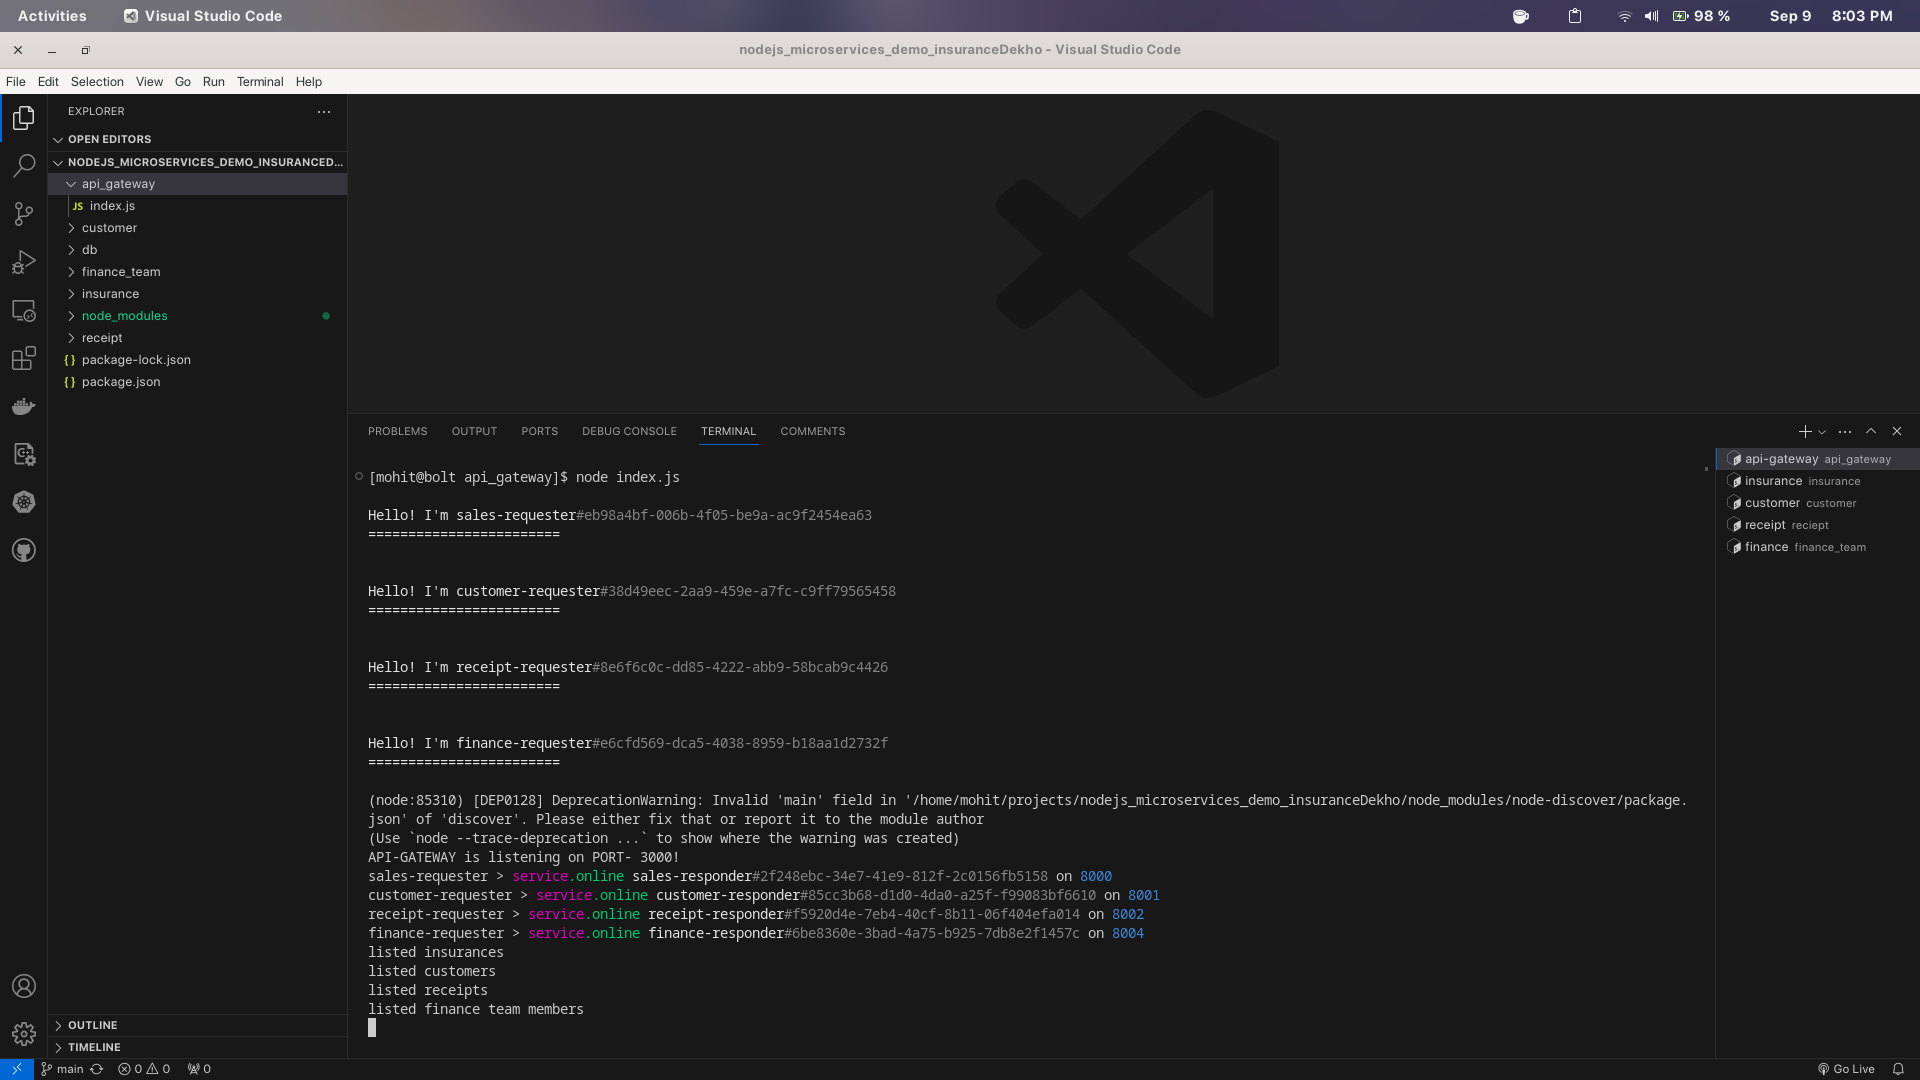 Activities
Visual Studio Code
98 %
Sep 9 8:03 PM
nodejs_microservices_demo_insuranceDekho - Visual Studio Code
File Edit Selection View Go Run Terminal Help
EXPLORER
OPEN EDITORS
NODEJS_MICROSERVICES_DEMO_INSURANCED...
api_gateway
JS index.js
customer
db
finance_team
insurance
node_modules
receipt
{} package-lock.json
{} package.json
OUTLINE
TIMELINE
PROBLEMS OUTPUT PORTS DEBUG CONSOLE TERMINAL COMMENTS
[mohit@bolt api_gateway]$ node index.js
Hello! I'm sales-requester#eb98a4bf-006b-4f05-be9a-ac9f2454ea63
========================
Hello! I'm customer-requester#38d49eec-2aa9-459e-a7fc-c9ff79565458
========================
Hello! I'm receipt-requester#8e6f6c0c-dd85-4222-abb9-58bcab9c4426
========================
Hello! I'm finance-requester#e6cfd569-dca5-4038-8959-b18aa1d2732f
========================
(node:85310) [DEP0128] DeprecationWarning: Invalid 'main' field in '/home/mohit/projects/nodejs_microservices_demo_insuranceDekho/node_modules/node-discover/package.
json' of 'discover'. Please either fix that or report it to the module author
(Use `node --trace-deprecation ...` to show where the warning was created)
API-GATEWAY is listening on PORT- 3000!
sales-requester > service.online sales-responder#2f248ebc-34e7-41e9-812f-2c0156fb5158 on 8000
customer-requester > service.online customer-responder#85cc3b68-d1d0-4da0-a25f-f99083bf6610 on 8001
receipt-requester > service.online receipt-responder#f5920d4e-7eb4-40cf-8b11-06f404efa014 on 8002
finance-requester > service.online finance-responder#6be8360e-3bad-4a75-b925-7db8e2f1457c on 8004
listed insurances
listed customers
listed receipts
listed finance team members
api-gateway api_gateway
insurance insurance
customer customer
receipt reciept
finance finance_team
main 0 0 0
Go Live